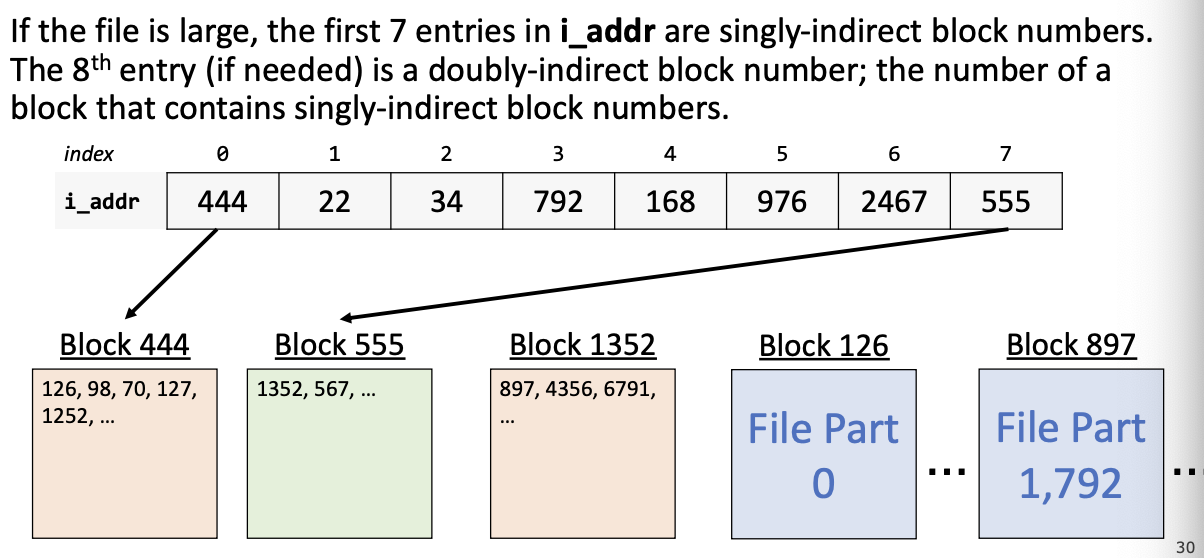 If the file is large, the first 7 entries in i_addr are singly-indirect block numbers.
The 8th entry (if needed) is a doubly-indirect block number; the number of a
block that contains singly-indirect block numbers.
index 0 1 2 3 4 5 6 7
i_addr 444 22 34 792 168 976 2467 555
Block 444 Block 555 Block 1352 Block 126 Block 897
126, 98, 70, 127, 1352, 567, ... 897, 4356, 6791,
1252, ... ...
File Part File Part
0 ... 1,792 ...
30